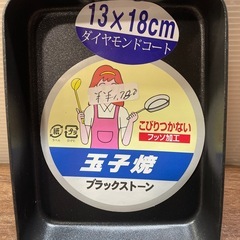 13×18cm
ダイヤモンドコート
こびりつかない
フッソ加工
玉子焼
ブラックストーン